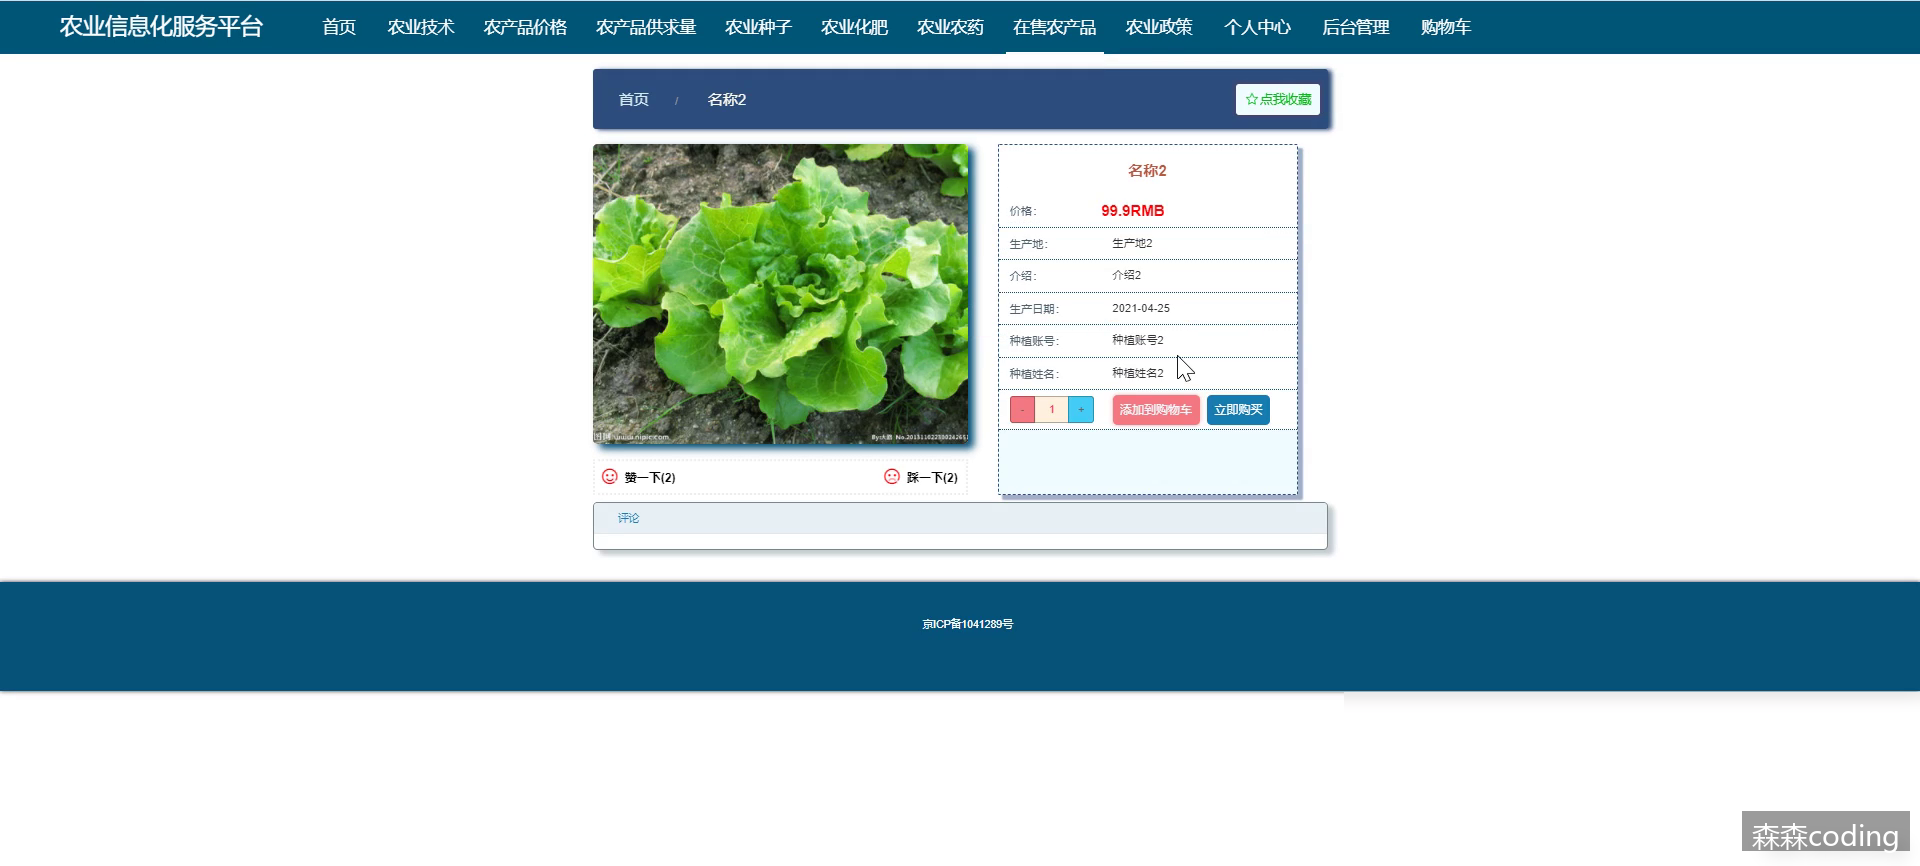 农业信息化服务平台 首页 农业技术 农产品价格 农产品供求量 农业种子 农业化肥 农业农药 在售农产品 农业政策 个人中心 后台管理 购物车
首页 / 名称2 点我收藏
名称2
价格: 99.9RMB
生产地: 生产地2
介绍: 介绍2
生产日期: 2021-04-25
种植账号: 种植账号2
种植姓名: 种植姓名2
- 1 + 添加到购物车 立即购买
赞一下(2) 踩一下(2)
评论
京ICP备1041289号
森森coding